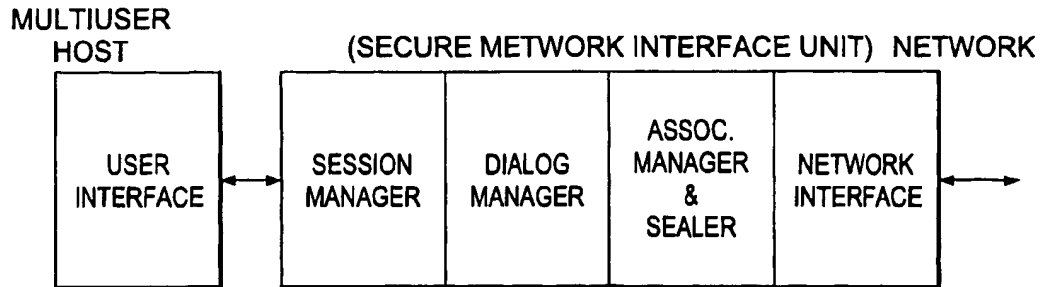 MULTIUSER
HOST
(SECURE METWORK INTERFACE UNIT) NETWORK
USER
INTERFACE
SESSION
MANAGER
DIALOG
MANAGER
ASSOC.
MANAGER
&
SEALER
NETWORK
INTERFACE